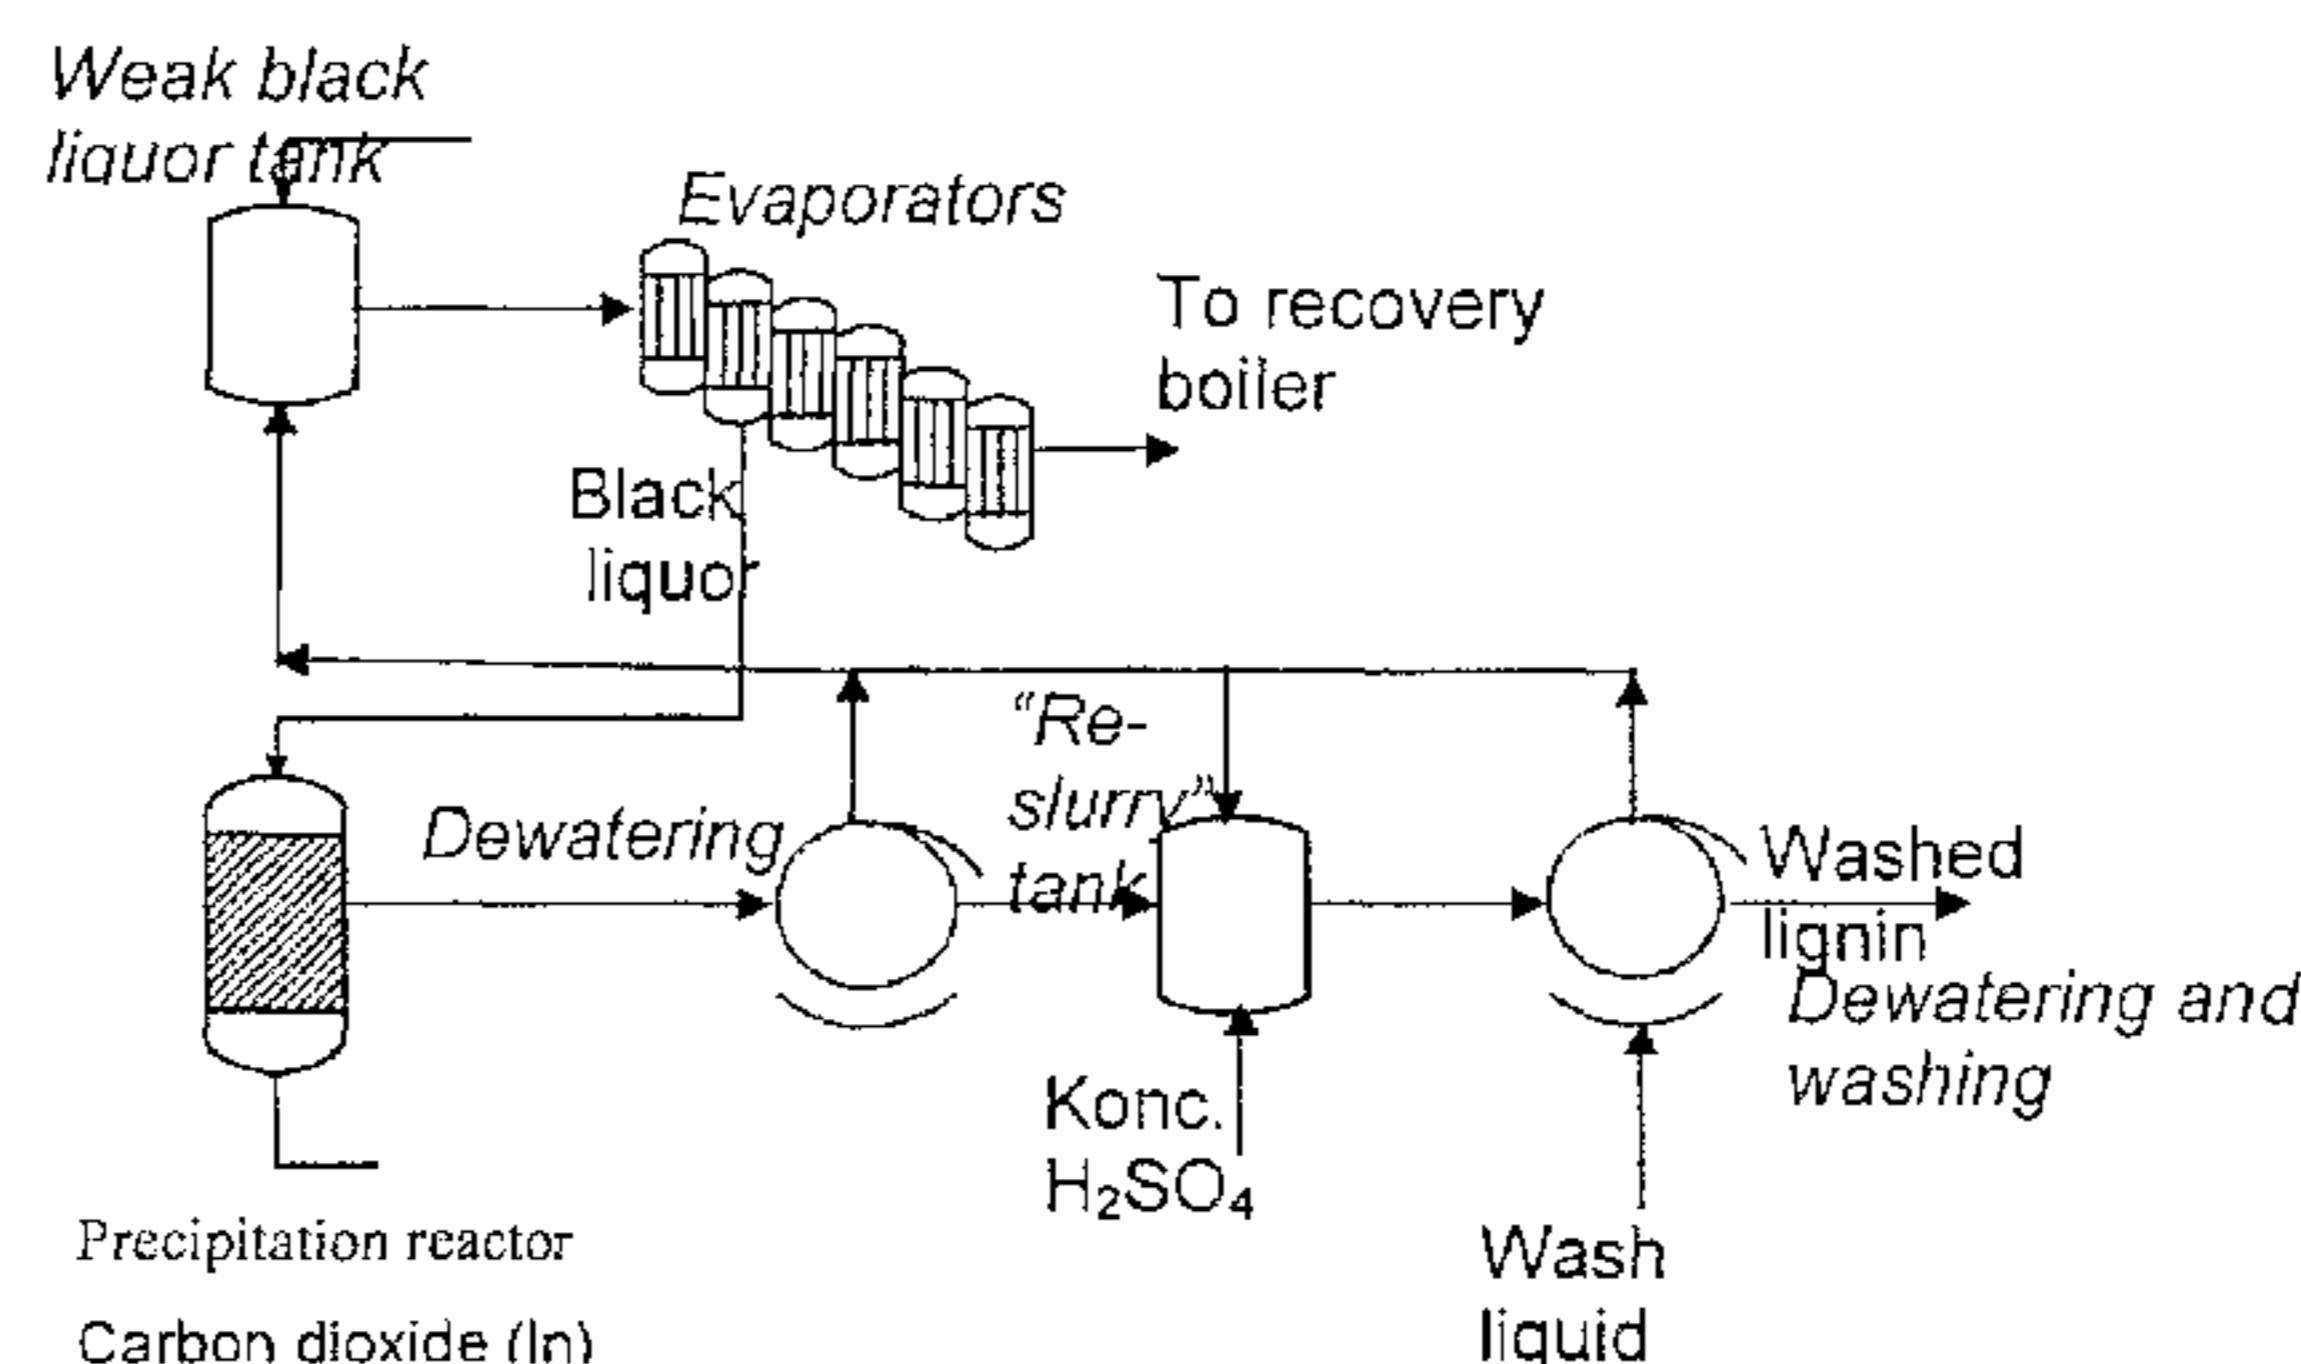 Weak black
liquor tank
Evaporators
To recovery
boiler
Black
liquor
"Re-
slurry"
tank
Dewatering
Washed
lignin
Dewatering and
washing
Konc.
H₂SO₄
Wash
liquid
Precipitation reactor
Carbon dioxide (In)